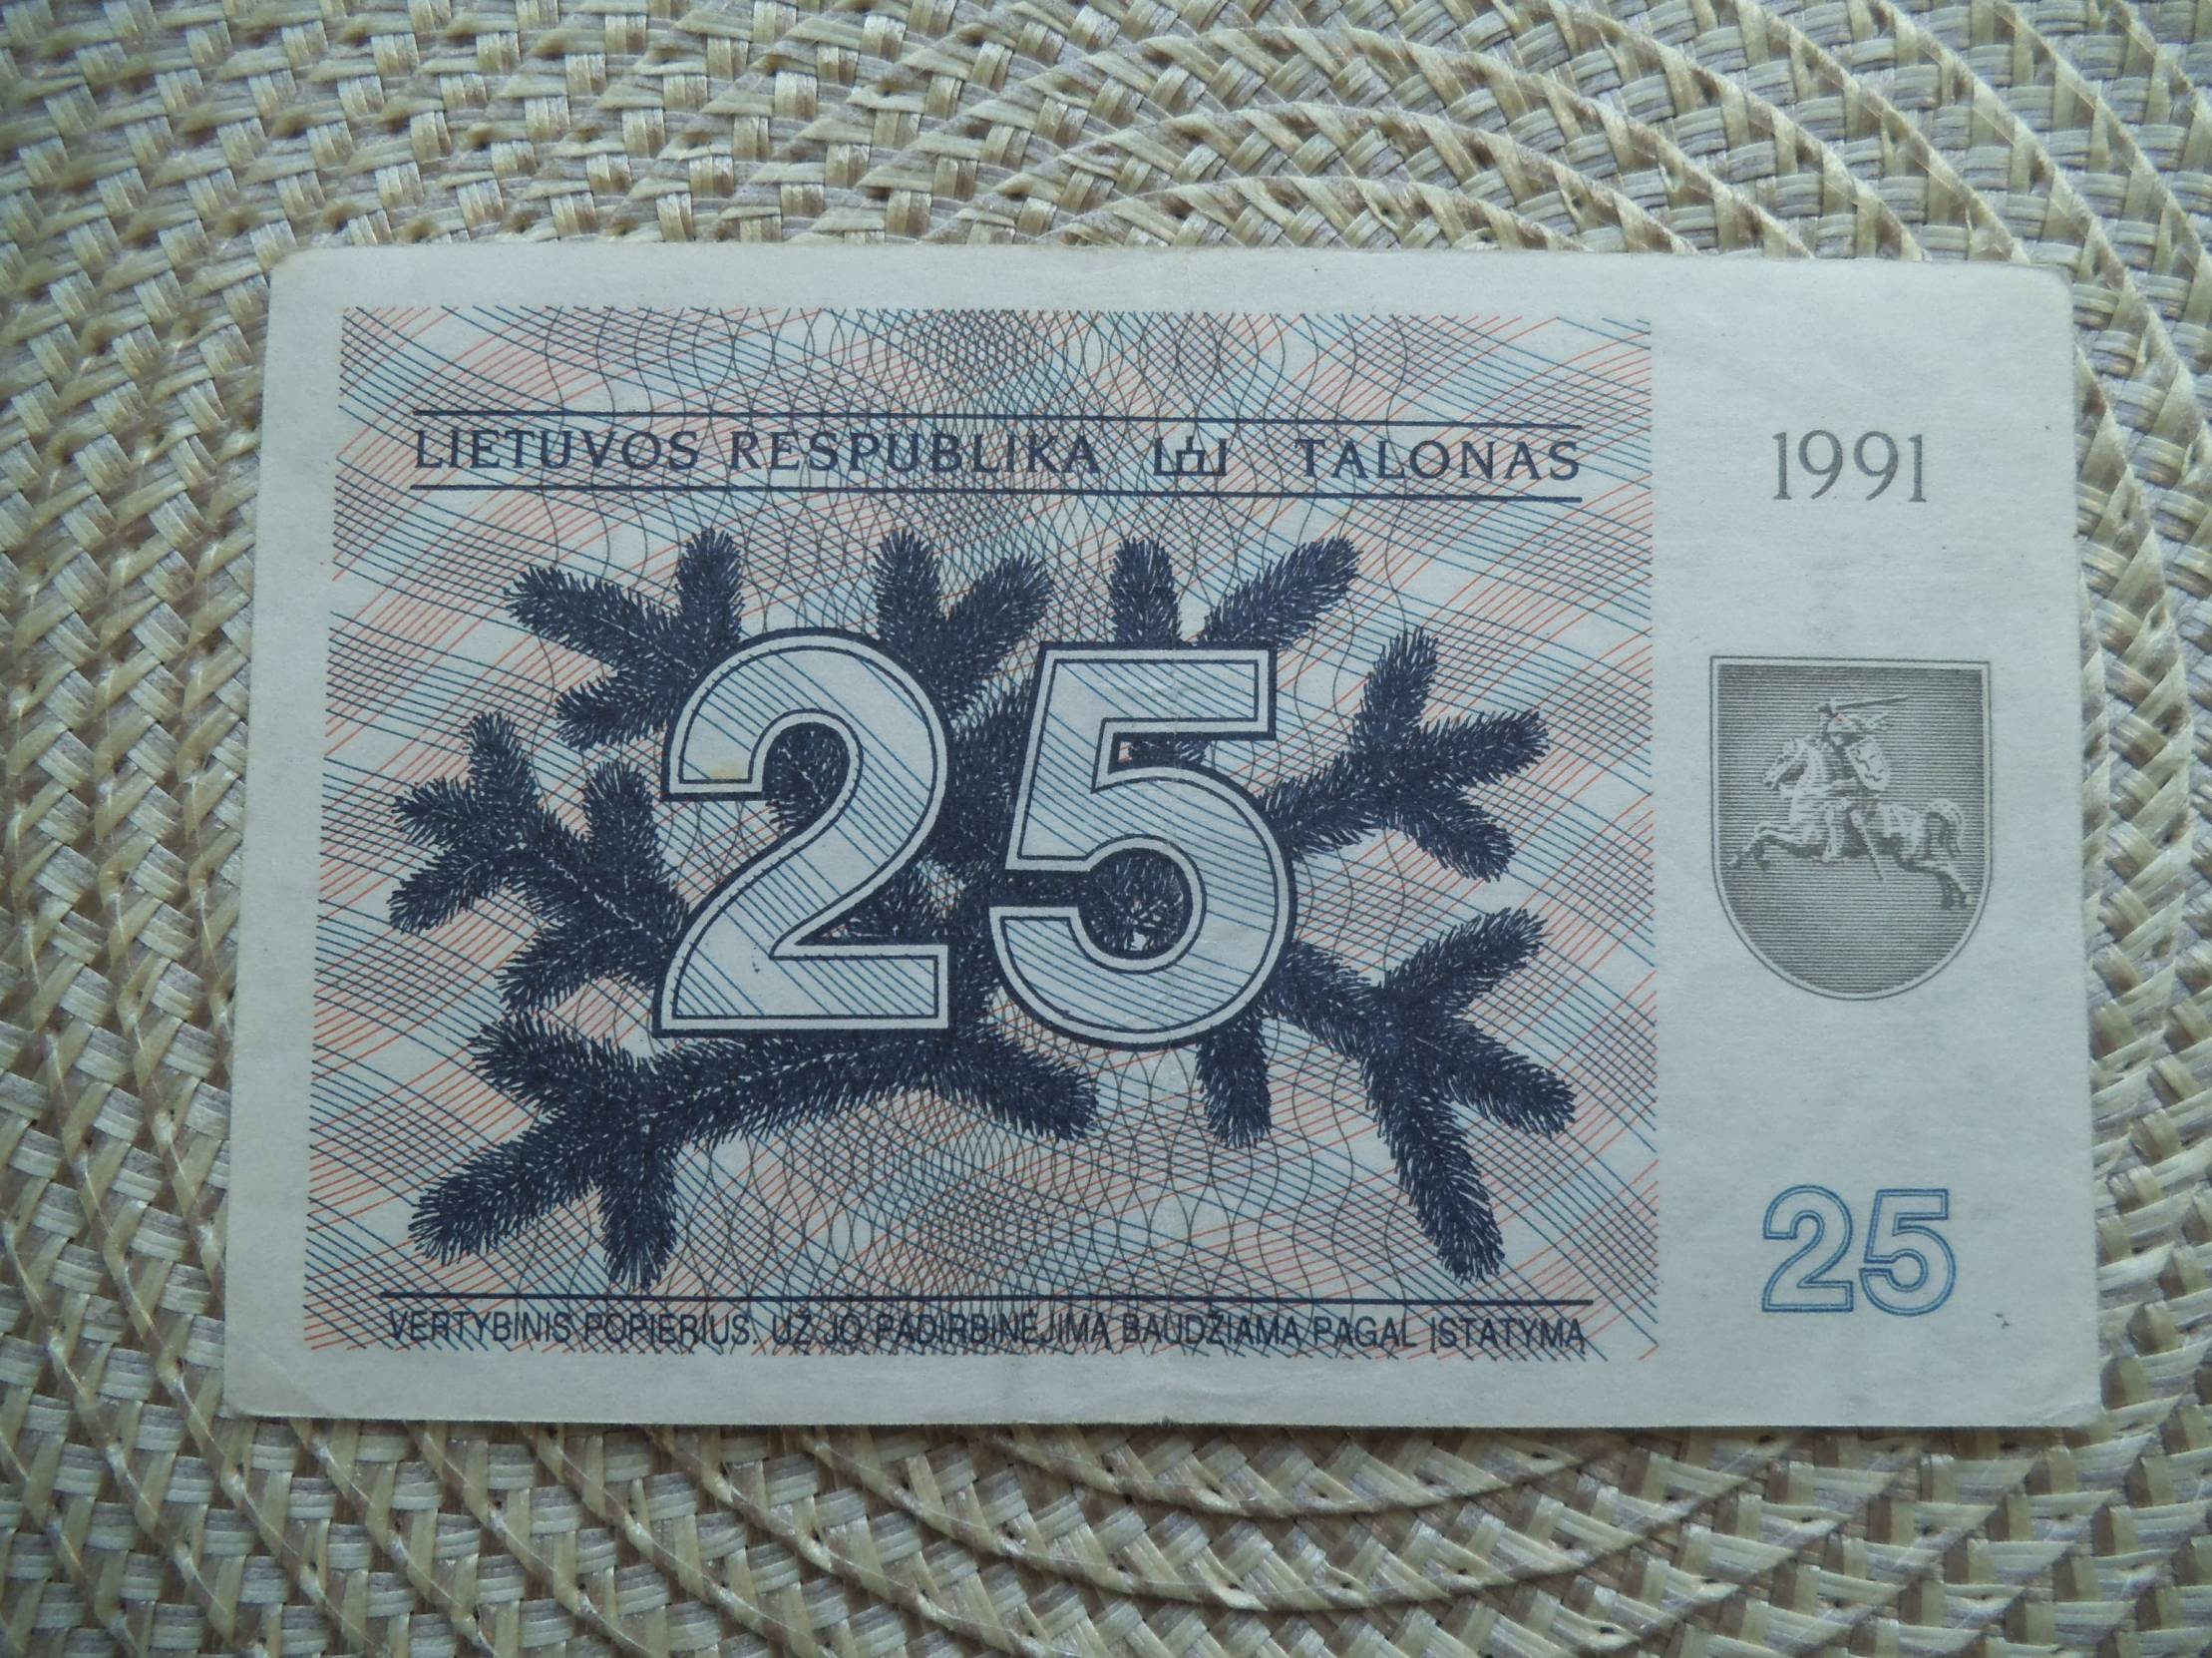 LIETUVOS RESPUBLIKA TALONAS
1991
25
25
VERTYBINIS POPIERIUS. UŽ JO PADIRBINĖJIMĄ BAUDŽIAMA PAGAL ĮSTATYMĄ